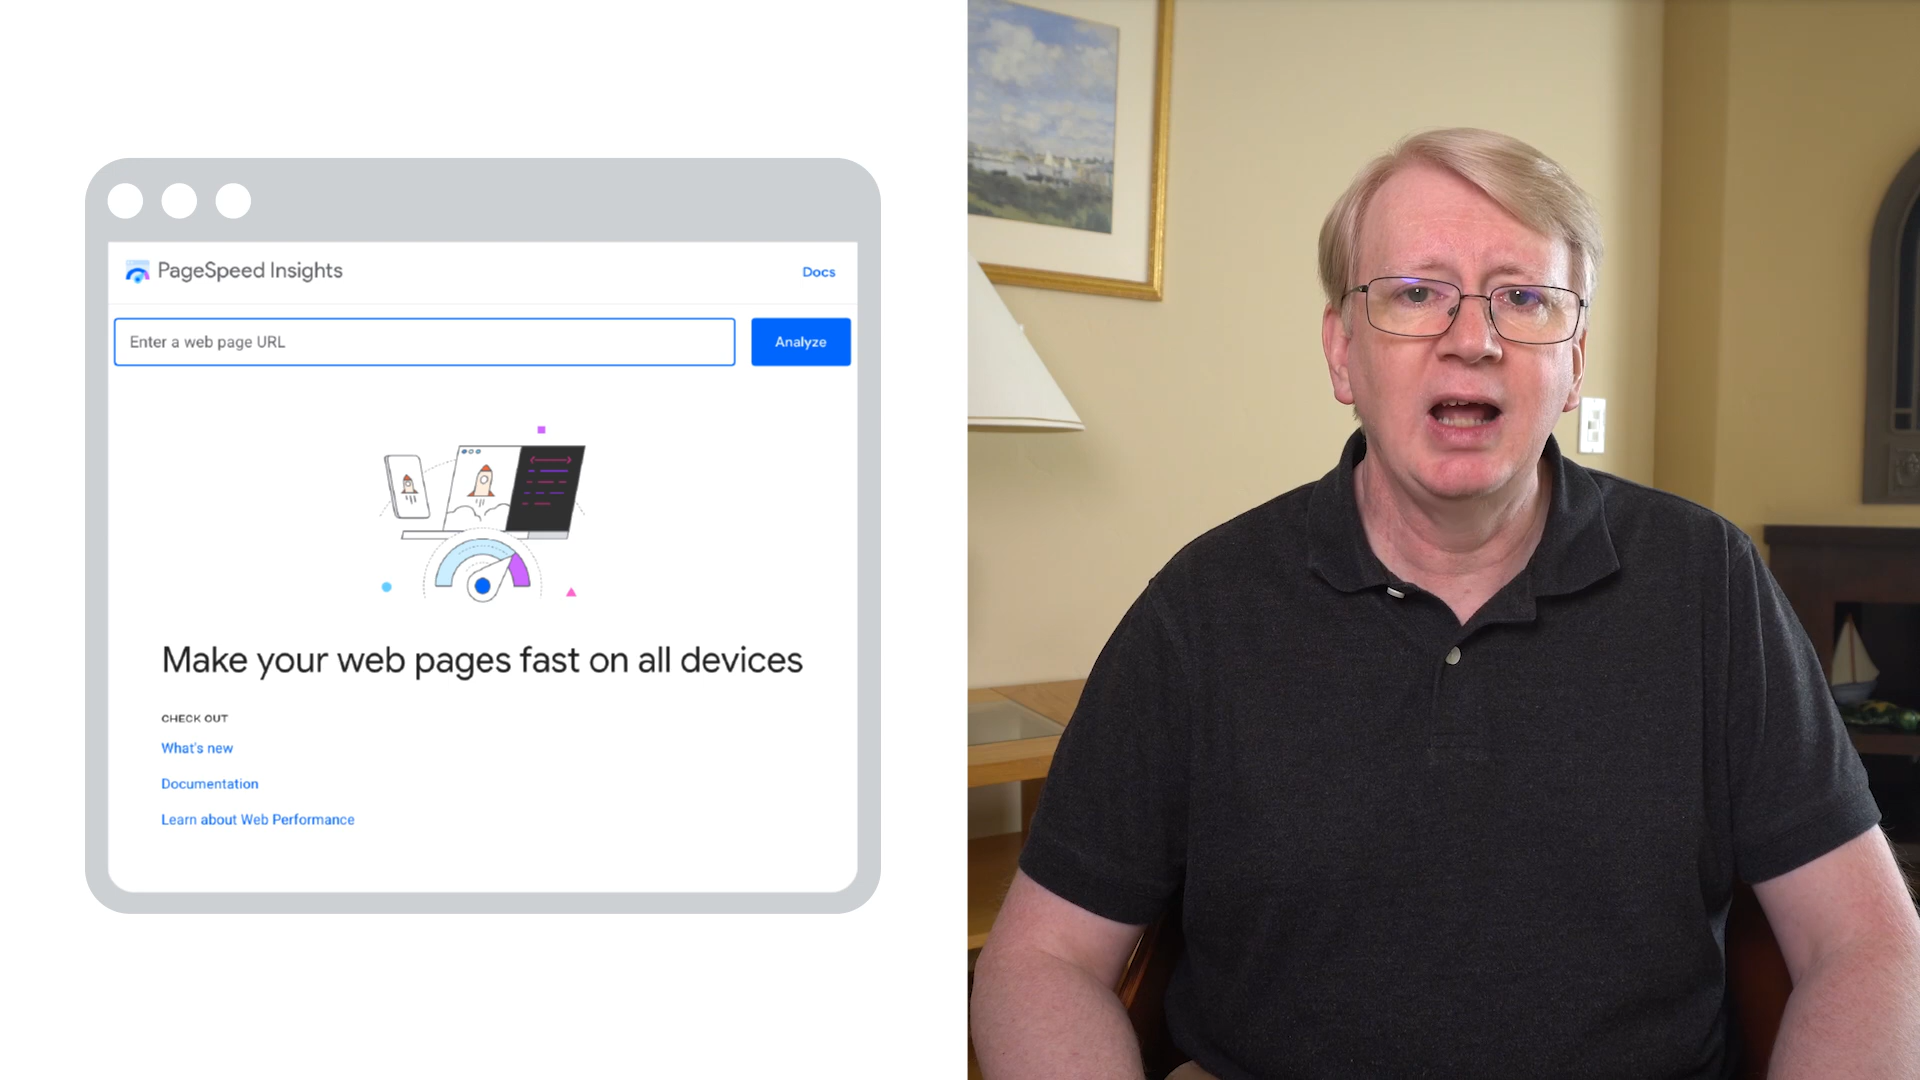 PageSpeed Insights
Docs
Enter a web page URL
Analyze
Make your web pages fast on all devices
CHECK OUT
What's new
Documentation
Learn about Web Performance